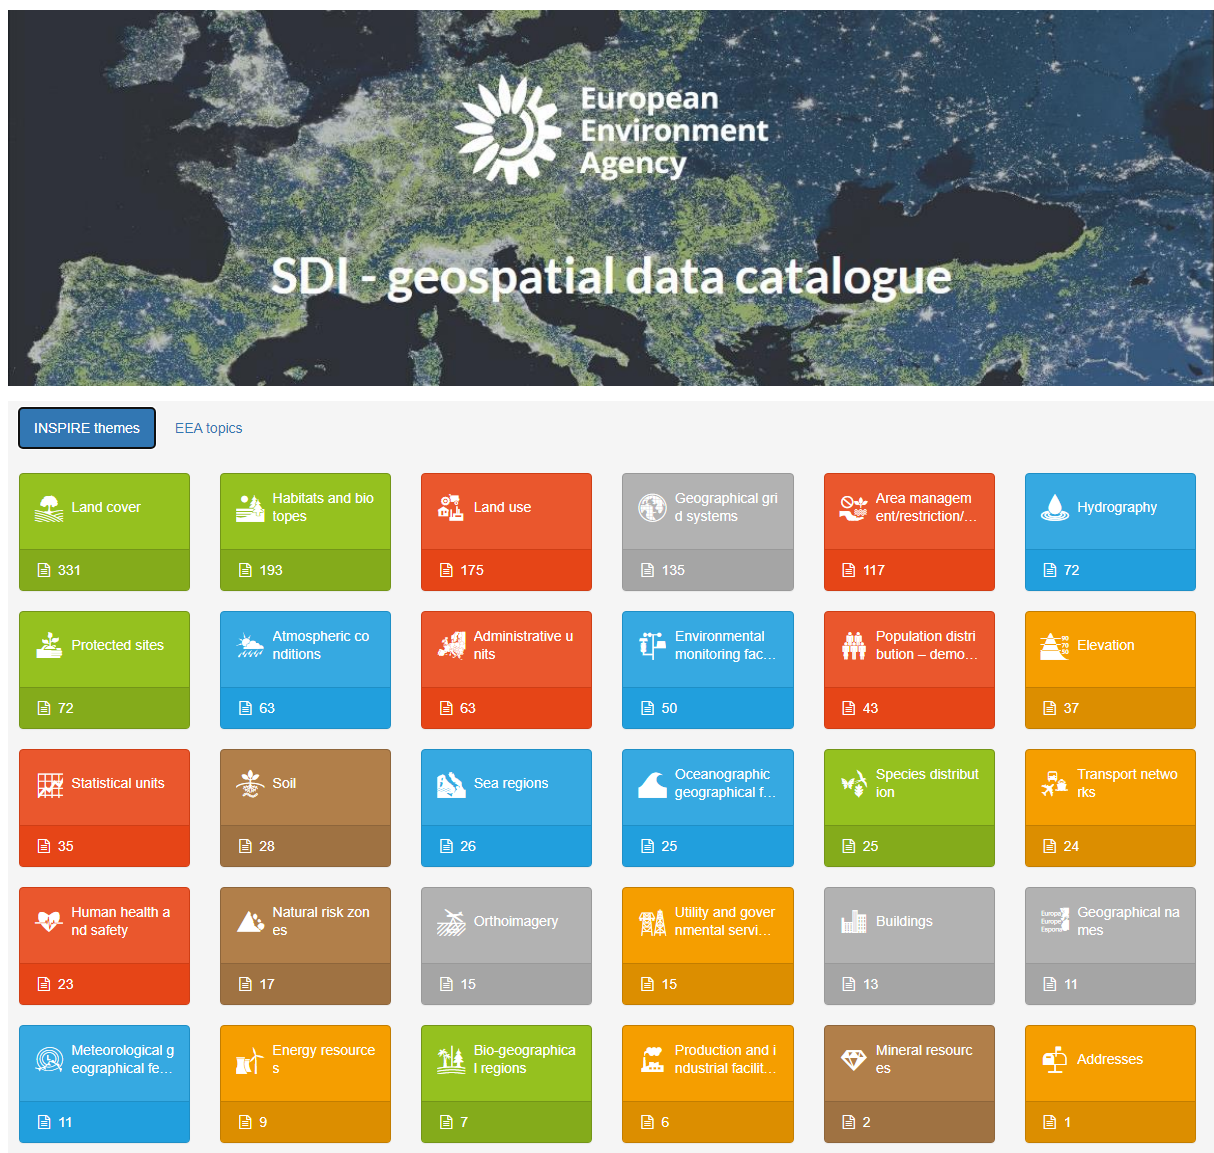 European
Environment
Agency
SDI - geospatial data catalogue
INSPIRE themes
EEA topics
Land cover
331
Habitats and bio
topes
193
Land use
175
Geographical gri
d systems
135
Area managem
ent/restriction/...
117
Hydrography
72
Protected sites
72
Atmospheric co
nditions
63
Administrative u
nits
63
Environmental
monitoring fac...
50
Population distri
bution – demo...
43
Elevation
37
Statistical units
35
Soil
28
Sea regions
26
Oceanographic
geographical f...
25
Species distribut
ion
25
Transport netwo
rks
24
Human health a
nd safety
23
Natural risk zon
es
17
Orthoimagery
15
Utility and gover
nmental servi...
15
Buildings
13
Geographical na
mes
11
Meteorological g
eographical fe...
11
Energy resource
s
9
Bio-geographica
l regions
7
Production and i
ndustrial facilit...
6
Mineral resourc
es
2
Addresses
1